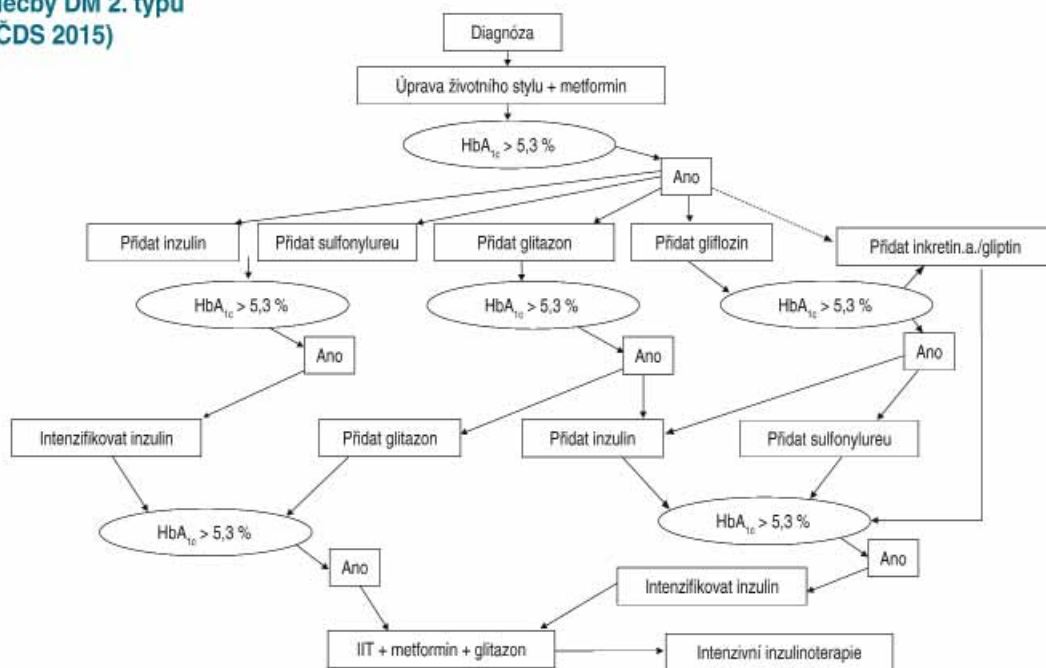 léčby DM 2. typu
ČDS 2015)
Diagnóza
Úprava životního stylu + metformin
HbA1c > 5,3 %
Ano
Přidat inzulin
Přidat sulfonylureu
Přidat glitazon
Přidat gliflozin
Přidat inkretin.a./gliptin
HbA1c > 5,3 %
HbA1c > 5,3 %
HbA1c > 5,3 %
Ano
Ano
Ano
Intenzifikovat inzulin
Přidat glitazon
Přidat inzulin
Přidat sulfonylureu
HbA1c > 5,3 %
HbA1c > 5,3 %
Ano
Ano
Intenzifikovat inzulin
IIT + metformin + glitazon
Intenzivní inzulinoterapie